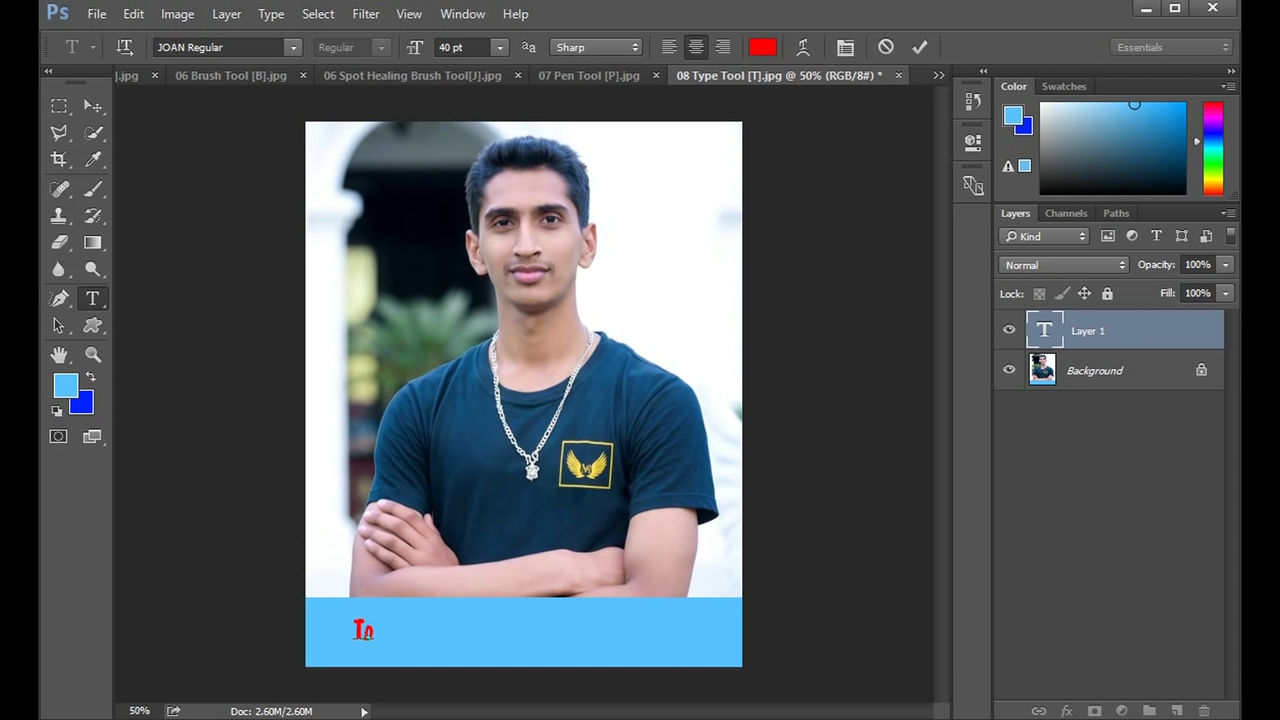 Ps File Edit Image Layer Type Select Filter View Window Help
T T JOAN Regular Regular 40 pt aa Sharp Essentials
].jpg × 06 Brush Tool [B].jpg × 06 Spot Healing Brush Tool[J].jpg × 07 Pen Tool [P].jpg × 08 Type Tool [T].jpg @ 50% (RGB/8#) * ×
Color Swatches
Layers Channels Paths
Kind T
Normal Opacity: 100%
Lock: Fill: 100%
T Layer 1
Background
T
In
50% Doc: 2.60M/2.60M
fx